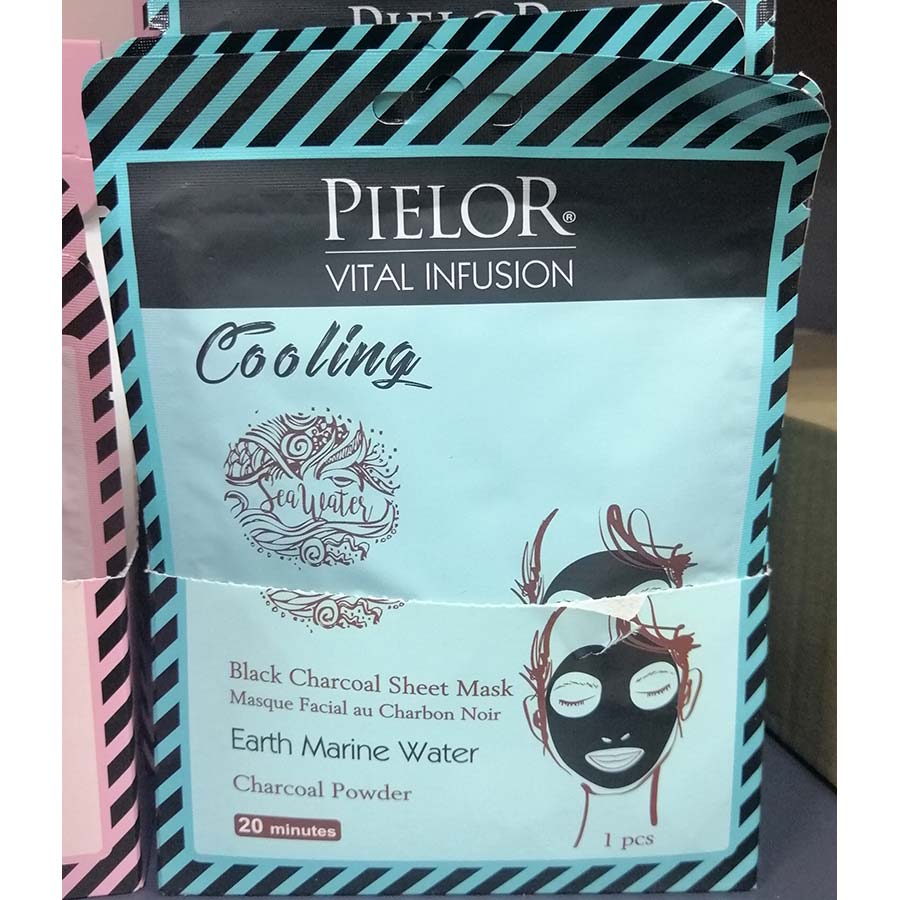 PIELOR
PIELOR®
VITAL INFUSION
Cooling
Sea Water
Black Charcoal Sheet Mask
Masque Facial au Charbon Noir
Earth Marine Water
Charcoal Powder
20 minutes
1 pcs